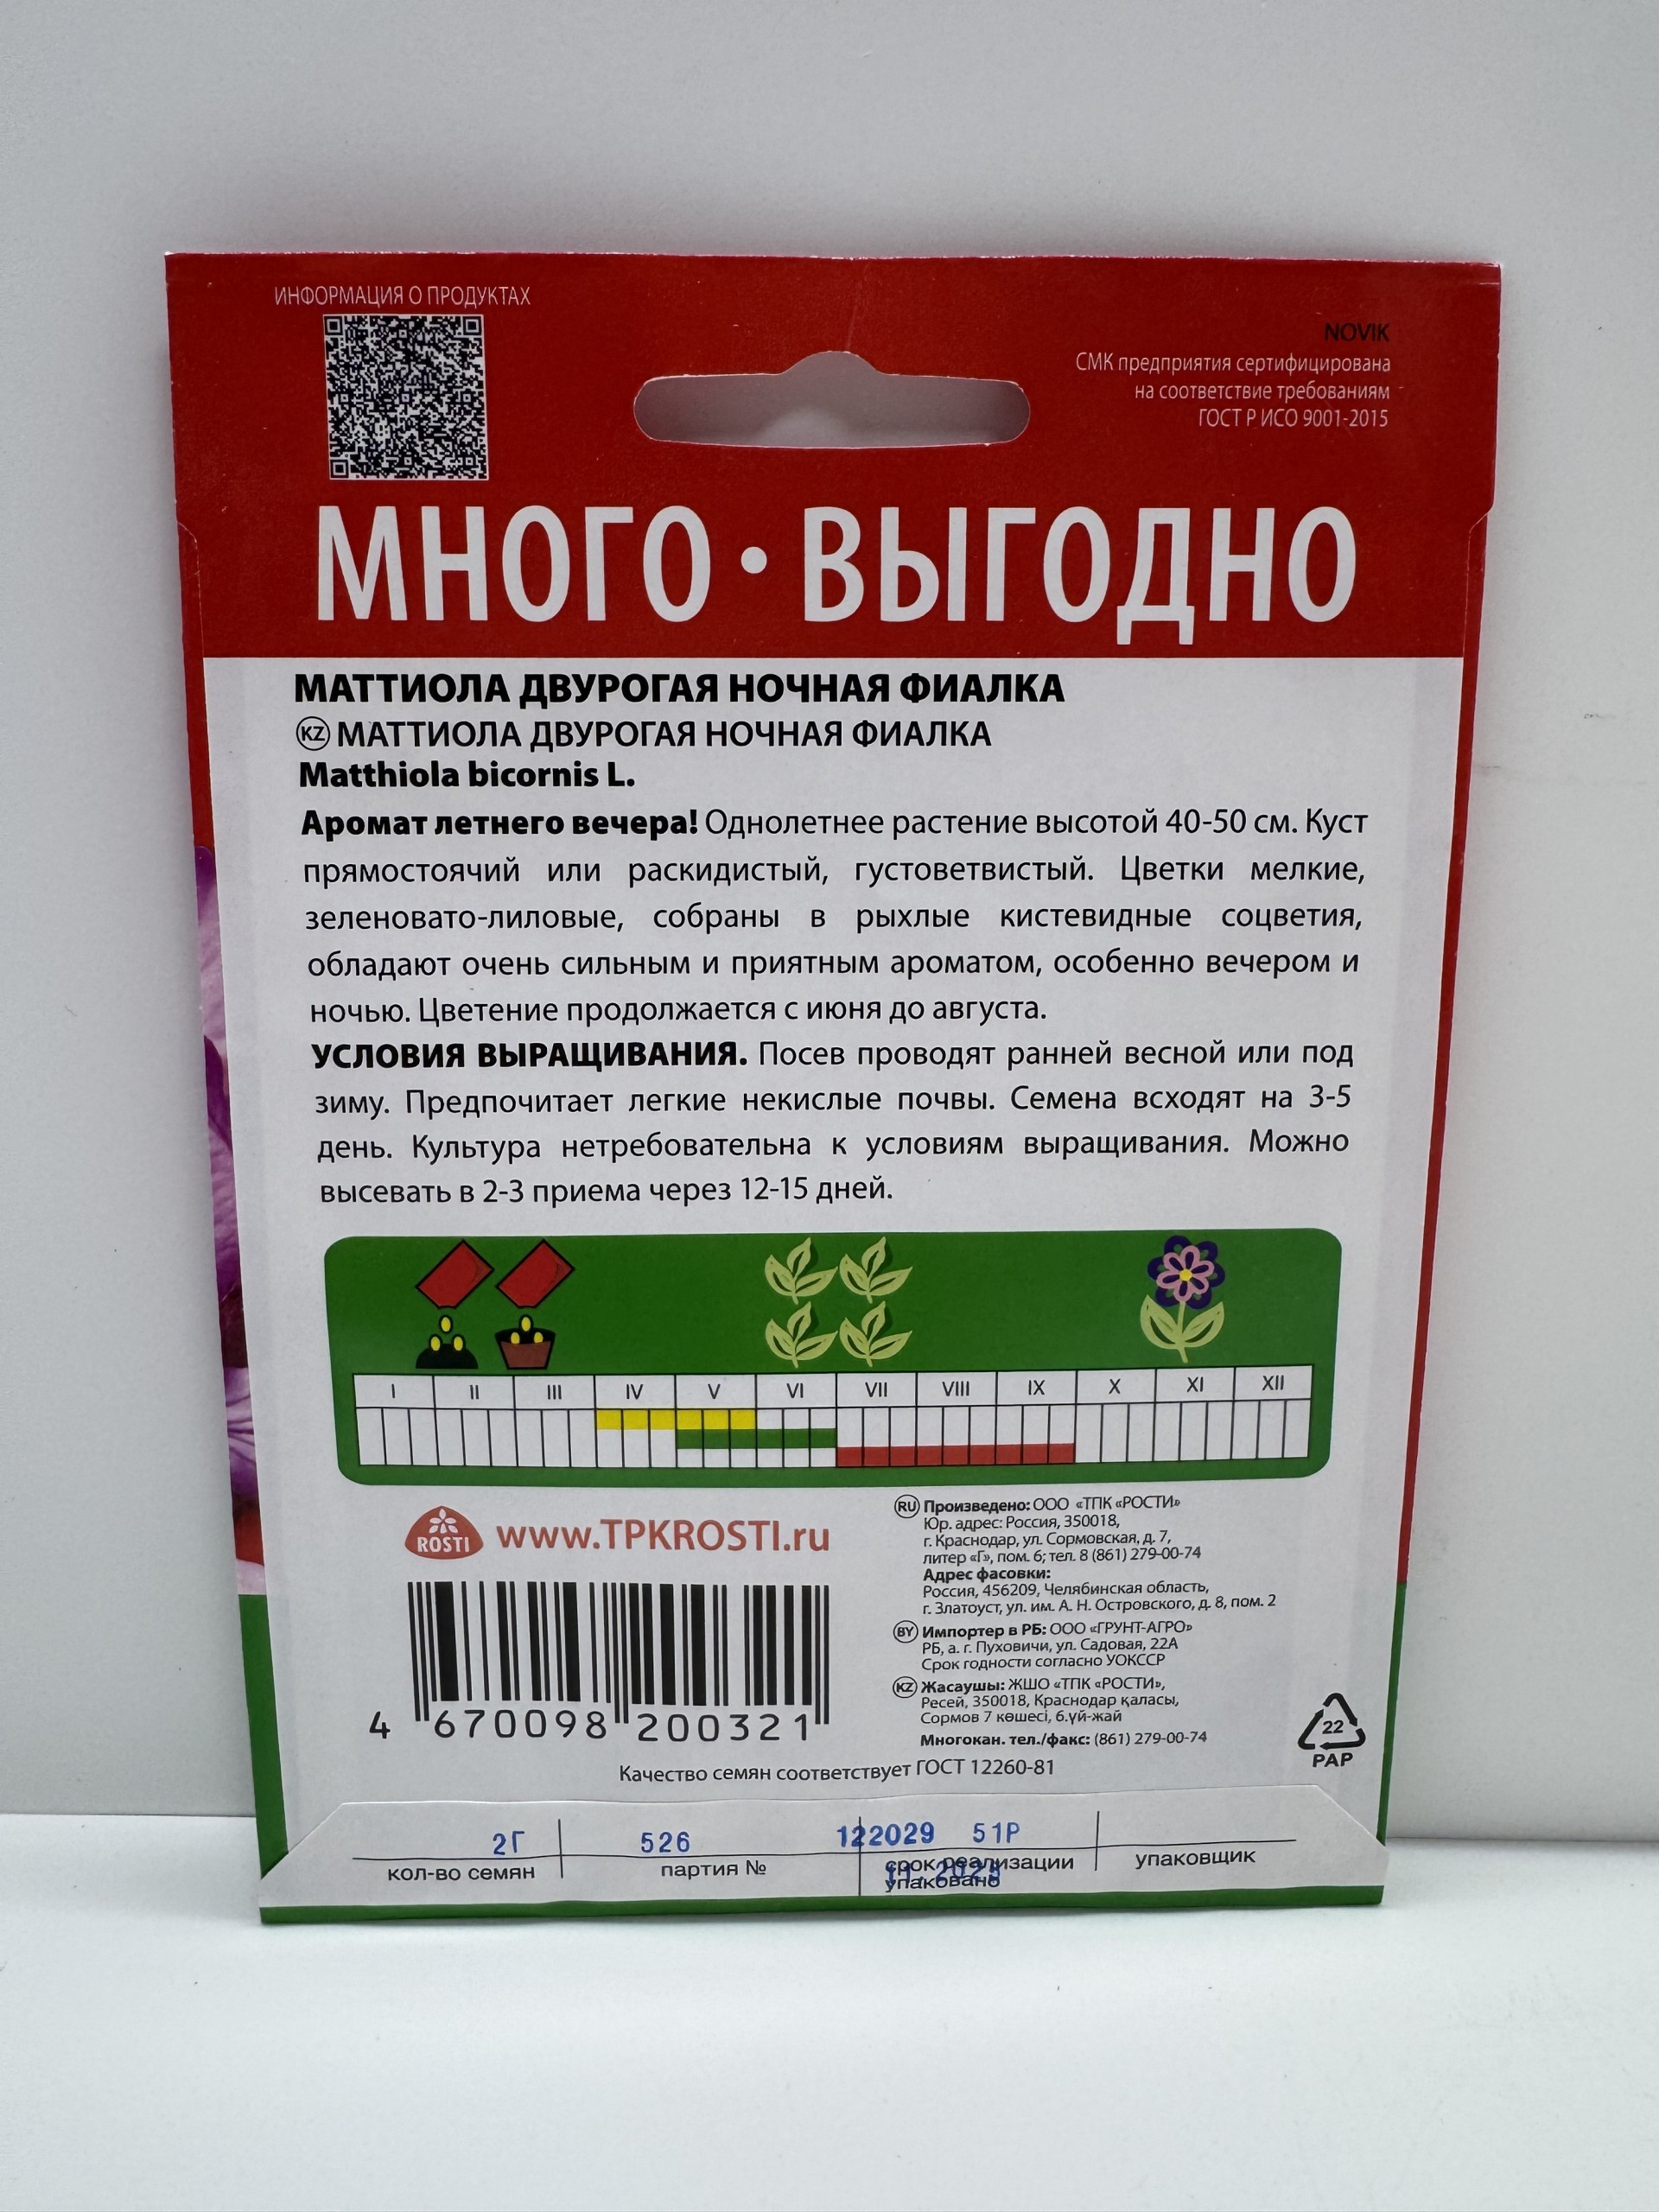 ИНФОРМАЦИЯ О ПРОДУКТАХ
NOVIK
СМК предприятия сертифицирована
на соответствие требованиям
ГОСТ Р ИСО 9001-2015
МНОГО • ВЫГОДНО
МАТТИОЛА ДВУРОГАЯ НОЧНАЯ ФИАЛКА
KZ МАТТИОЛА ДВУРОГАЯ НОЧНАЯ ФИАЛКА
Matthiola bicornis L.
Аромат летнего вечера! Однолетнее растение высотой 40-50 см. Куст
прямостоячий или раскидистый, густоветвистый. Цветки мелкие,
зеленовато-лиловые, собраны в рыхлые кистевидные соцветия,
обладают очень сильным и приятным ароматом, особенно вечером и
ночью. Цветение продолжается с июня до августа.
УСЛОВИЯ ВЫРАЩИВАНИЯ. Посев проводят ранней весной или под
зиму. Предпочитает легкие некислые почвы. Семена всходят на 3-5
день. Культура нетребовательна к условиям выращивания. Можно
высевать в 2-3 приема через 12-15 дней.
I II III IV V VI VII VIII IX X XI XII
ROSTI www.TPKROSTI.ru
4 670098 200321
RU Произведено: ООО «ТПК «РОСТИ»
Юр. адрес: Россия, 350018,
г. Краснодар, ул. Сормовская, д. 7,
литер «Г», пом. 6; тел. 8 (861) 279-00-74
Адрес фасовки:
Россия, 456209, Челябинская область,
г. Златоуст, ул. им. А. Н. Островского, д. 8, пом. 2
BY Импортер в РБ: ООО «ГРУНТ-АГРО»
РБ, а. г. Пуховичи, ул. Садовая, 22А
Срок годности согласно УОКССР
KZ Жасаушы: ЖШО «ТПК «РОСТИ»,
Ресей, 350018, Краснодар қаласы,
Сормов 7 көшесі, 6.үй-жай
Многокан. тел./факс: (861) 279-00-74
22
PAP
Качество семян соответствует ГОСТ 12260-81
2Г 526 122029 51Р
кол-во семян партия № срок реализации упаковщик
упаковано 11.2025